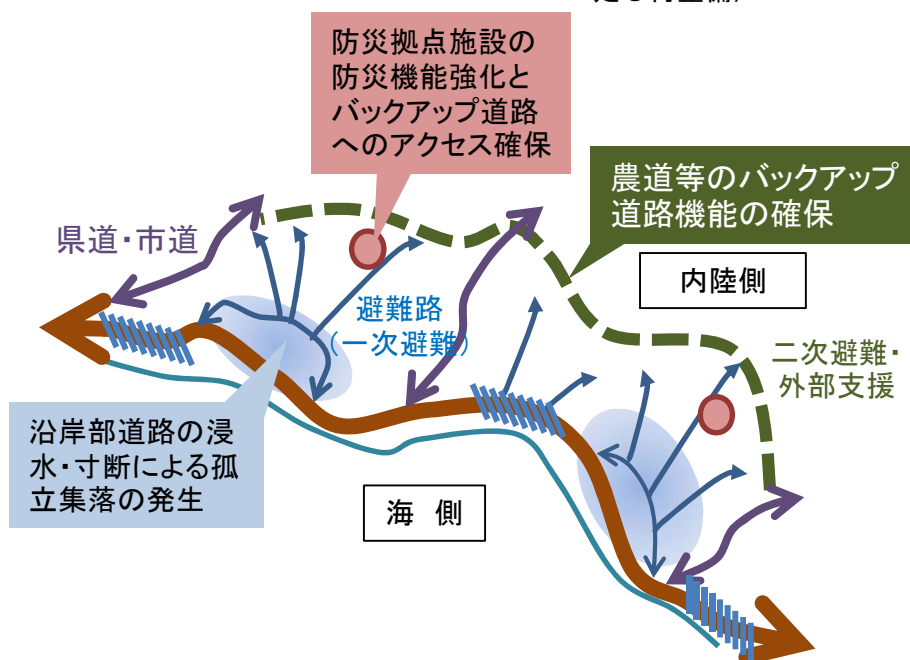 防災拠点施設の
防災機能強化と
バックアップ道路
へのアクセス確保
農道等のバックアップ
道路機能の確保
県道・市道
内陸側
避難路
(一次避難)
二次避難・
外部支援
沿岸部道路の浸
水・寸断による孤
立集落の発生
海 側